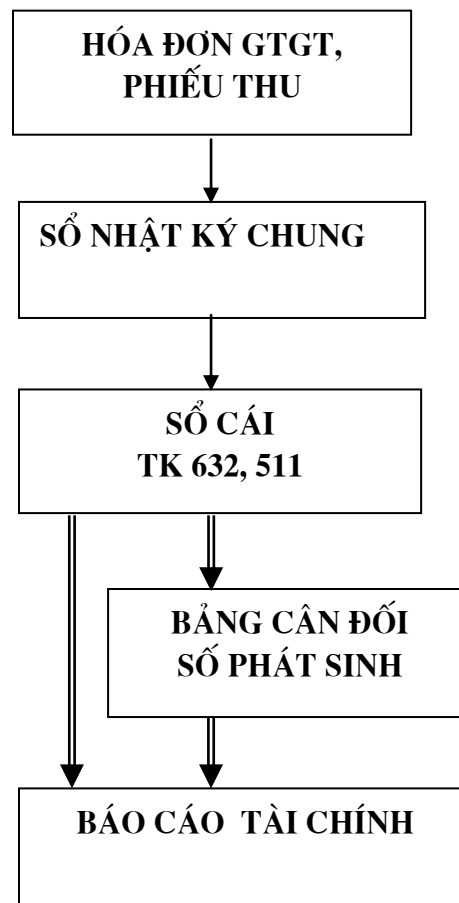 HÓA ĐƠN GTGT,
PHIẾU THU
SỔ NHẬT KÝ CHUNG
SỔ CÁI
TK 632, 511
BẢNG CÂN ĐỐI
SỐ PHÁT SINH
BÁO CÁO TÀI CHÍNH